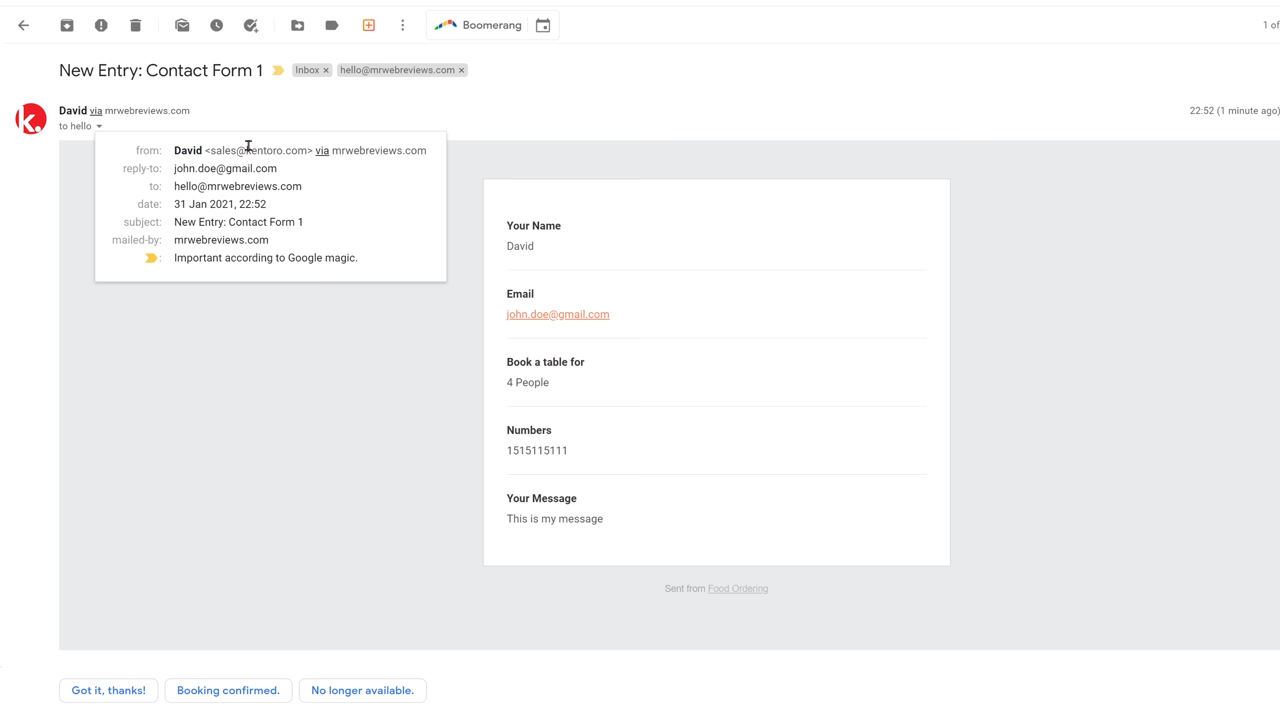 Boomerang
1 of
New Entry: Contact Form 1 Inbox × hello@mrwebreviews.com ×
k.
David via mrwebreviews.com
22:52 (1 minute ago)
to hello
from: David <sales@kentoro.com> via mrwebreviews.com
reply-to: john.doe@gmail.com
to: hello@mrwebreviews.com
date: 31 Jan 2021, 22:52
subject: New Entry: Contact Form 1
mailed-by: mrwebreviews.com
: Important according to Google magic.
Your Name
David
Email
john.doe@gmail.com
Book a table for
4 People
Numbers
1515115111
Your Message
This is my message
Sent from Food Ordering
Got it, thanks! Booking confirmed. No longer available.